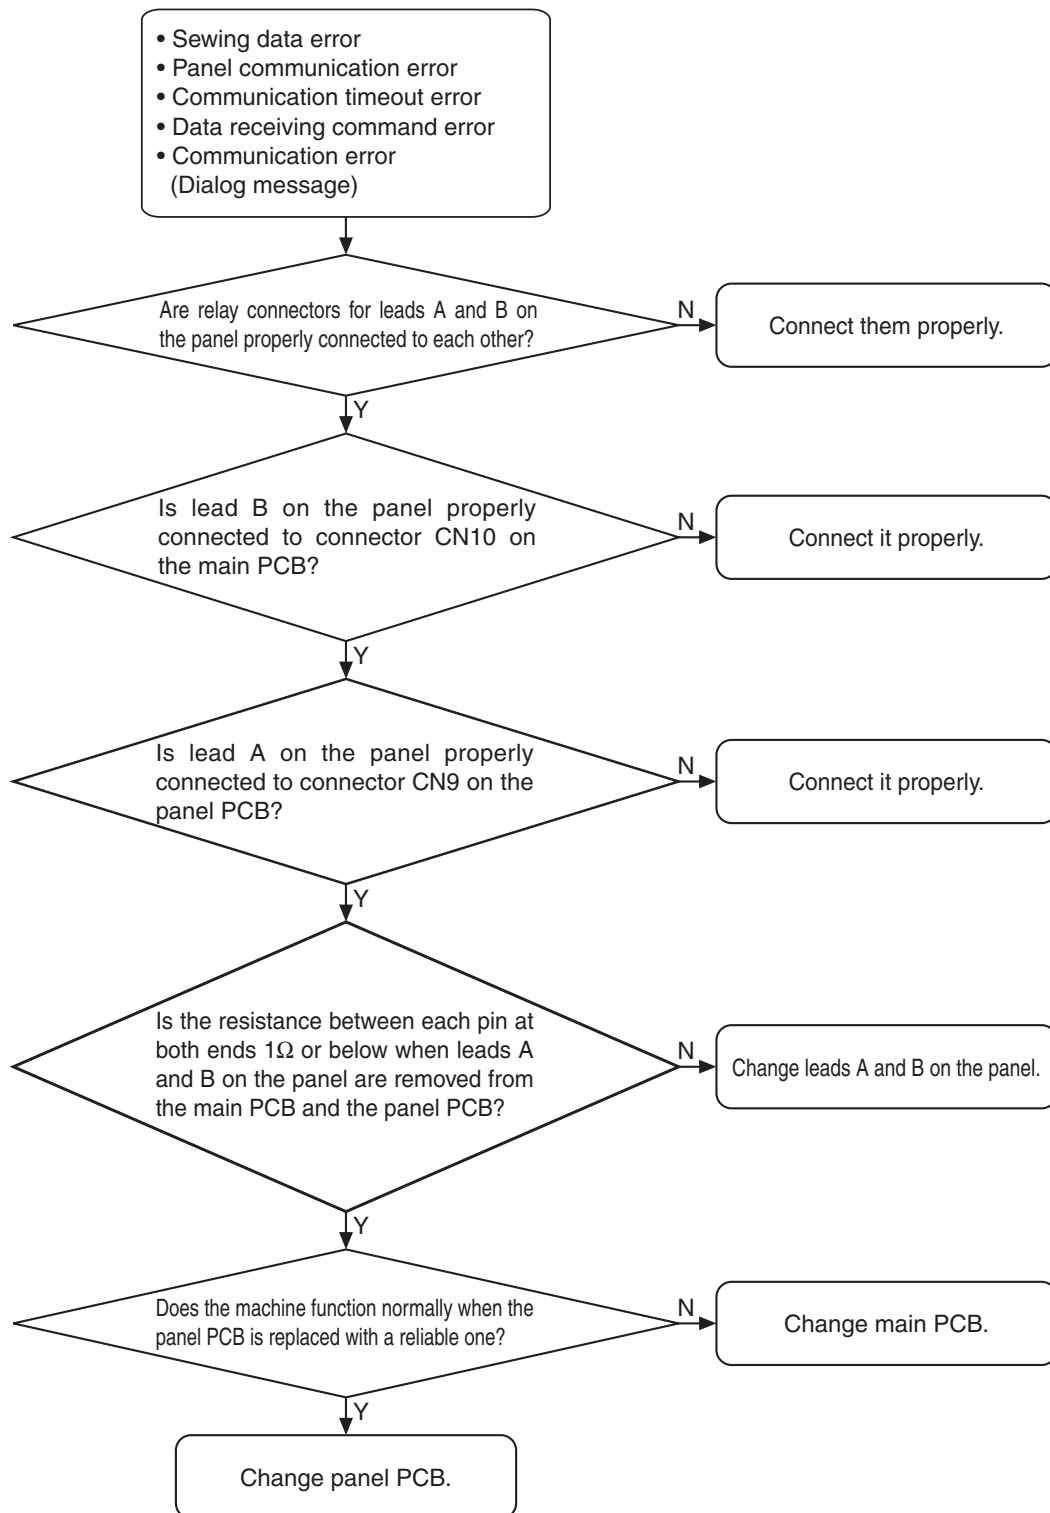 • Sewing data error
• Panel communication error
• Communication timeout error
• Data receiving command error
• Communication error
(Dialog message)
Are relay connectors for leads A and B on
the panel properly connected to each other?
N
Connect them properly.
Y
Is lead B on the panel properly
connected to connector CN10 on
the main PCB?
N
Connect it properly.
Y
Is lead A on the panel properly
connected to connector CN9 on the
panel PCB?
N
Connect it properly.
Y
Is the resistance between each pin at
both ends 1Ω or below when leads A
and B on the panel are removed from
the main PCB and the panel PCB?
N
Change leads A and B on the panel.
Y
Does the machine function normally when the
panel PCB is replaced with a reliable one?
N
Change main PCB.
Y
Change panel PCB.